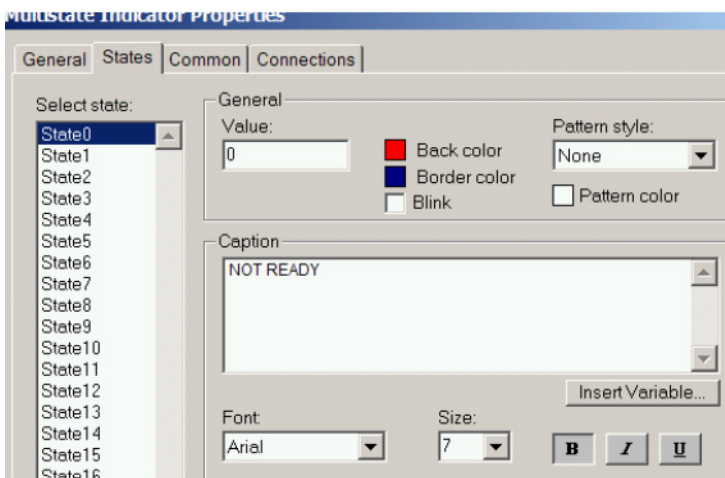 Multistate Indicator Properties
General States Common Connections
Select state:
State0
State1
State2
State3
State4
State5
State6
State7
State8
State9
State10
State11
State12
State13
State14
State15
State16
General
Value:
0
Back color
Border color
Blink
Pattern style:
None
Pattern color
Caption
NOT READY
Insert Variable...
Font:
Arial
Size:
7
B I U